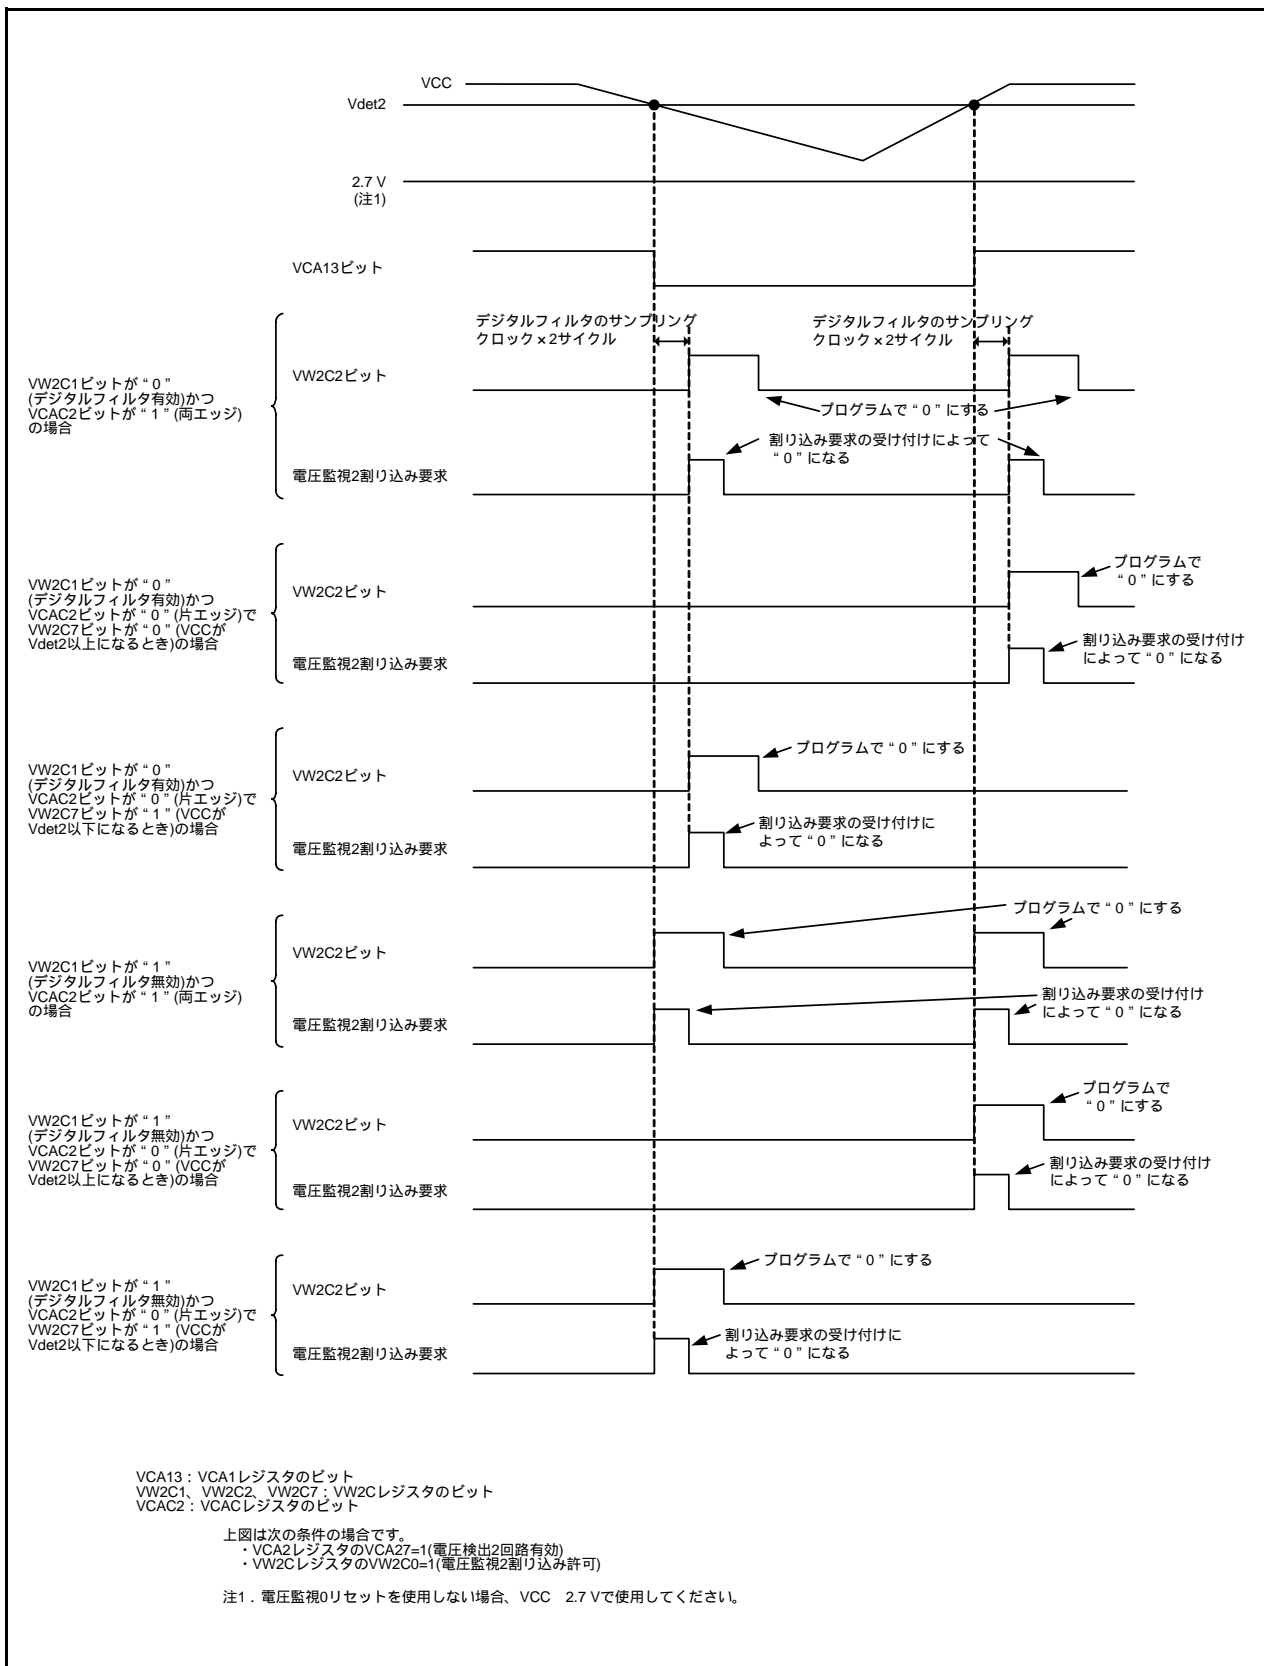 VCC
Vdet2
2.7 V
(注1)
VCA13ビット
デジタルフィルタのサンプリング
クロック×2サイクル
デジタルフィルタのサンプリング
クロック×2サイクル
VW2C1ビットが“0”
(デジタルフィルタ有効)かつ
VCAC2ビットが“1”(両エッジ)
の場合
VW2C2ビット
プログラムで“0”にする
割り込み要求の受け付けによって
“0”になる
電圧監視2割り込み要求
VW2C1ビットが“0”
(デジタルフィルタ有効)かつ
VCAC2ビットが“0”(片エッジ)で
VW2C7ビットが“0”(VCCが
Vdet2以上になるとき)の場合
VW2C2ビット
プログラムで
“0”にする
電圧監視2割り込み要求
割り込み要求の受け付け
によって“0”になる
VW2C1ビットが“0”
(デジタルフィルタ有効)かつ
VCAC2ビットが“0”(片エッジ)で
VW2C7ビットが“1”(VCCが
Vdet2以下になるとき)の場合
VW2C2ビット
プログラムで“0”にする
電圧監視2割り込み要求
割り込み要求の受け付けに
よって“0”になる
VW2C1ビットが“1”
(デジタルフィルタ無効)かつ
VCAC2ビットが“1”(両エッジ)
の場合
VW2C2ビット
プログラムで“0”にする
電圧監視2割り込み要求
割り込み要求の受け付け
によって“0”になる
VW2C1ビットが“1”
(デジタルフィルタ無効)かつ
VCAC2ビットが“0”(片エッジ)で
VW2C7ビットが“0”(VCCが
Vdet2以上になるとき)の場合
VW2C2ビット
プログラムで
“0”にする
電圧監視2割り込み要求
割り込み要求の受け付け
によって“0”になる
VW2C1ビットが“1”
(デジタルフィルタ無効)かつ
VCAC2ビットが“0”(片エッジ)で
VW2C7ビットが“1”(VCCが
Vdet2以下になるとき)の場合
VW2C2ビット
プログラムで“0”にする
電圧監視2割り込み要求
割り込み要求の受け付けに
よって“0”になる
VCA13：VCA1レジスタのビット
VW2C1、VW2C2、VW2C7：VW2Cレジスタのビット
VCAC2：VCACレジスタのビット
上図は次の条件の場合です。
・VCA2レジスタのVCA27=1(電圧検出2回路有効)
・VW2CレジスタのVW2C0=1(電圧監視2割り込み許可)
注1．電圧監視0リセットを使用しない場合、VCC　2.7 Vで使用してください。